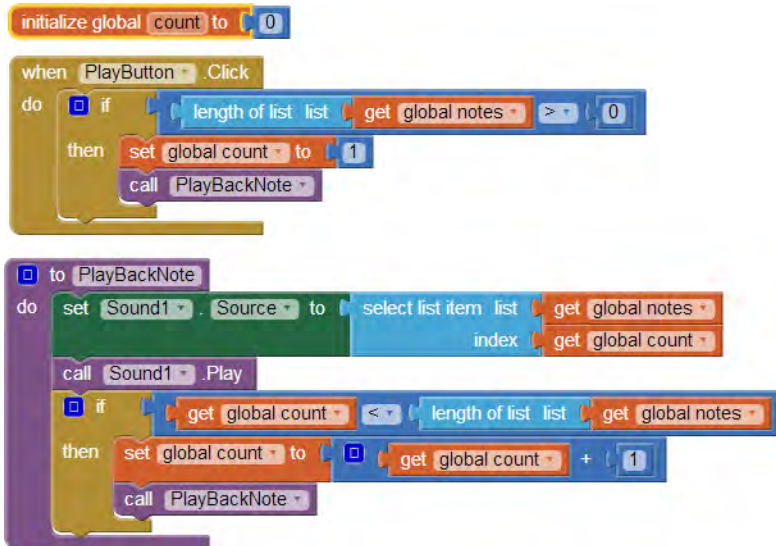 initialize global count to 0
when PlayButton .Click
do if length of list list get global notes > 0
then set global count to 1
call PlayBackNote
to PlayBackNote
do set Sound1 . Source to select list item list get global notes
index get global count
call Sound1 .Play
if get global count < length of list list get global notes
then set global count to get global count + 1
call PlayBackNote